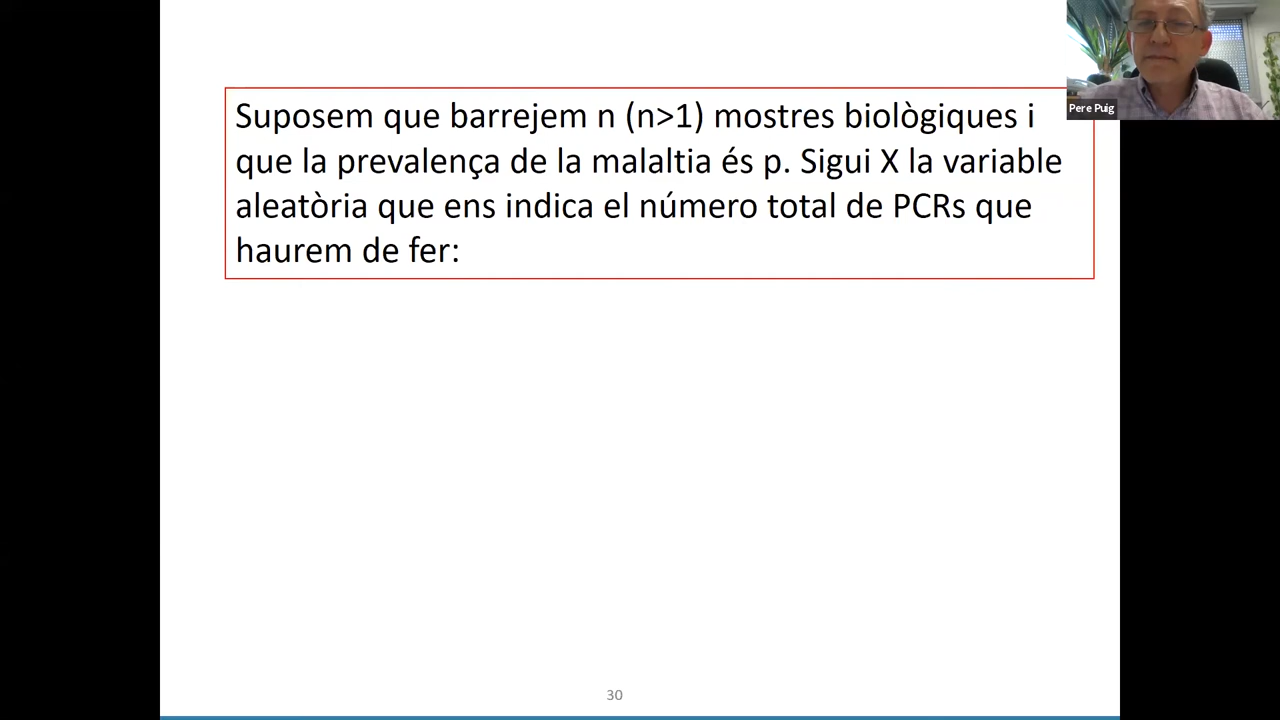 Suposem que barrejem n (n>1) mostres biològiques i
que la prevalença de la malaltia és p. Sigui X la variable
aleatòria que ens indica el número total de PCRs que
haurem de fer:
Pere Puig
30